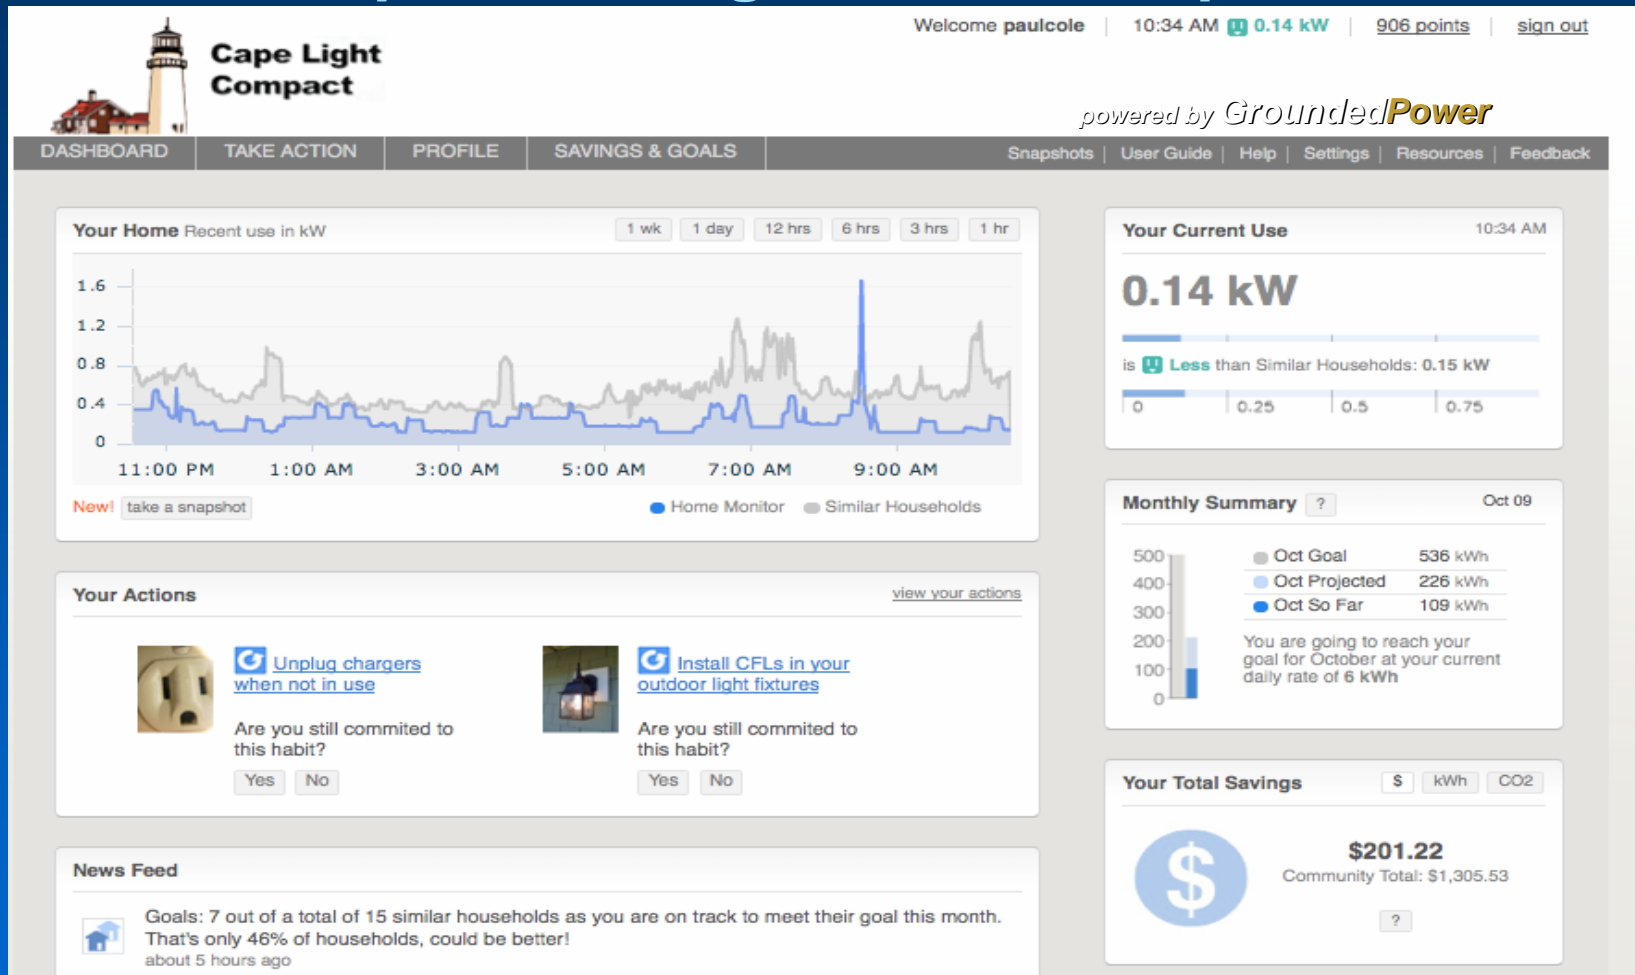 Welcome paulcole | 10:34 AM 0.14 kW | 906 points | sign out
Cape Light
Compact
powered by GroundedPower
DASHBOARD TAKE ACTION PROFILE SAVINGS & GOALS
Snapshots | User Guide | Help | Settings | Resources | Feedback
Your Home Recent use in kW
1 wk 1 day 12 hrs 6 hrs 3 hrs 1 hr
1.6
1.2
0.8
0.4
0
11:00 PM 1:00 AM 3:00 AM 5:00 AM 7:00 AM 9:00 AM
New! take a snapshot
Home Monitor Similar Households
Your Actions
view your actions
Unplug chargers
when not in use
Are you still commited to
this habit?
Yes No
Install CFLs in your
outdoor light fixtures
Are you still commited to
this habit?
Yes No
News Feed
Goals: 7 out of a total of 15 similar households as you are on track to meet their goal this month.
That's only 46% of households, could be better!
about 5 hours ago
Your Current Use 10:34 AM
0.14 kW
is Less than Similar Households: 0.15 kW
0 0.25 0.5 0.75
Monthly Summary ? Oct 09
500
400
300
200
100
0
Oct Goal 536 kWh
Oct Projected 226 kWh
Oct So Far 109 kWh
You are going to reach your
goal for October at your current
daily rate of 6 kWh
Your Total Savings $ kWh CO2
$
$201.22
Community Total: $1,305.53
?